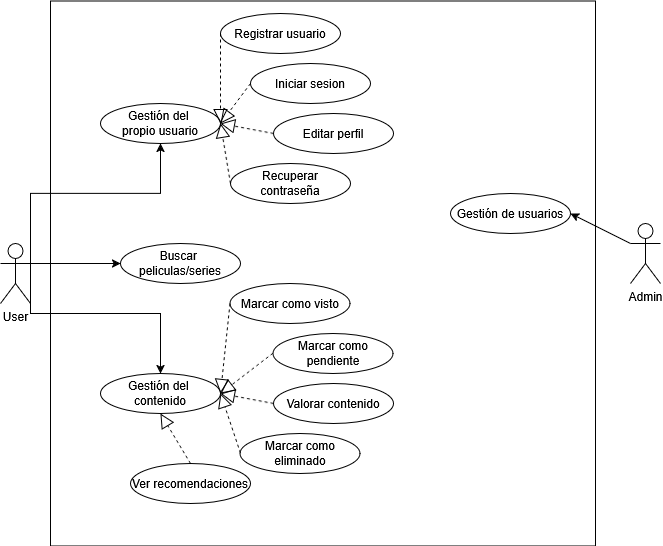 Registrar usuario
Iniciar sesion
Gestión del
propio usuario
Editar perfil
Recuperar
contraseña
Gestión de usuarios
Buscar
peliculas/series
User
Admin
Marcar como visto
Marcar como
pendiente
Gestión del
contenido
Valorar contenido
Marcar como
eliminado
Ver recomendaciones